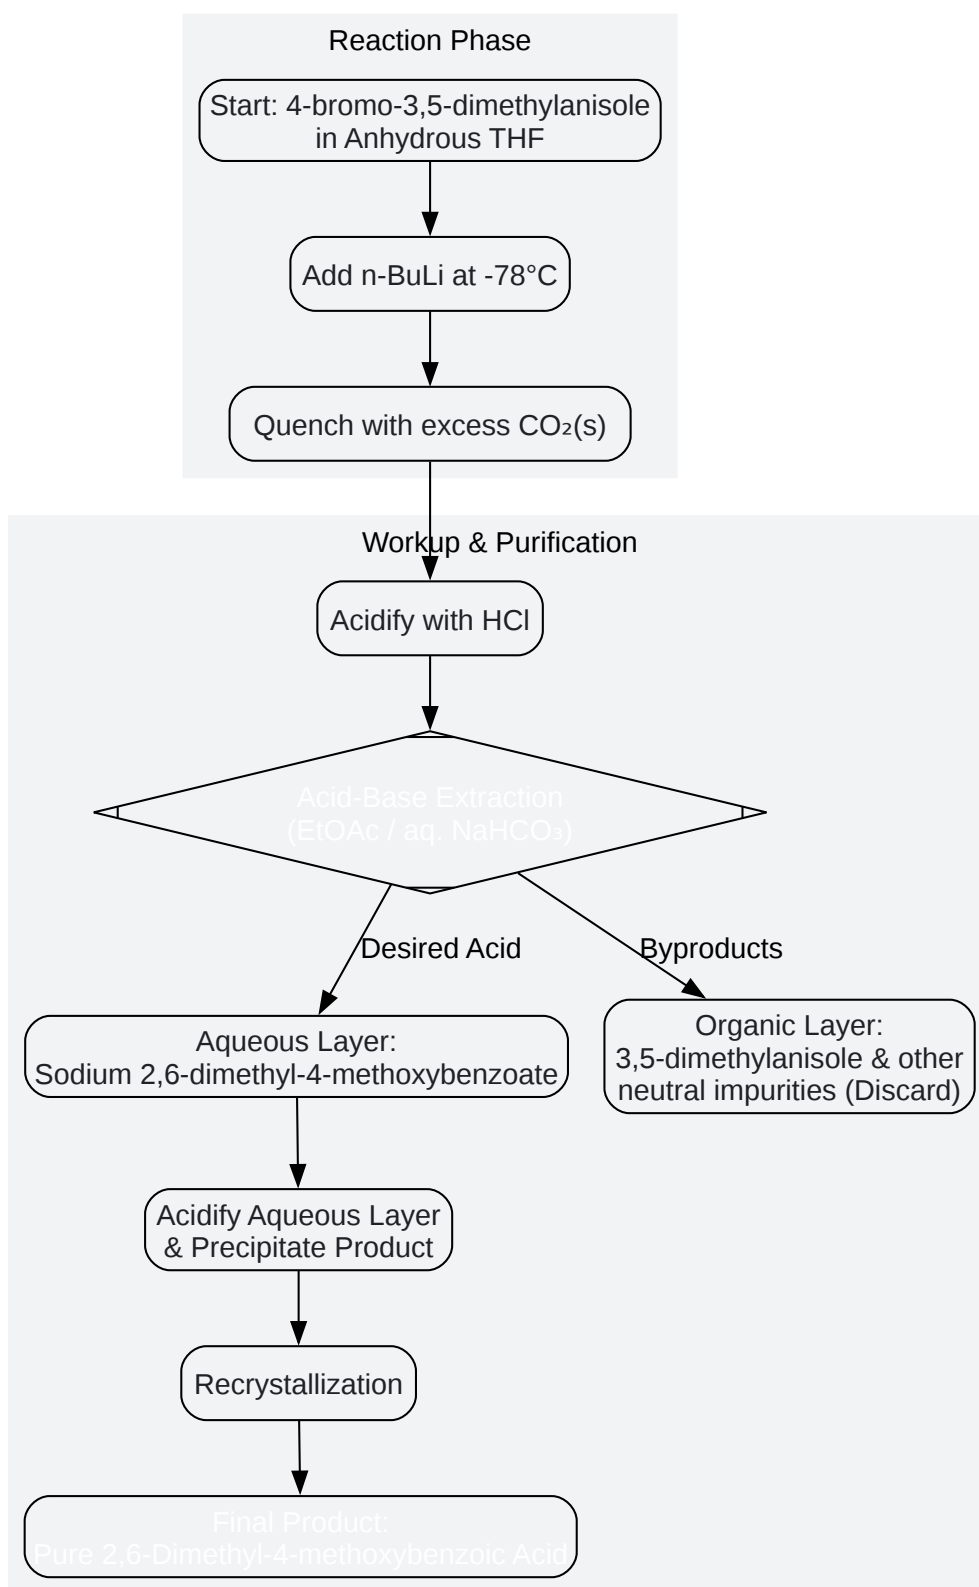 Reaction Phase
Start: 4-bromo-3,5-dimethylanisole
in Anhydrous THF
Add n-BuLi at -78°C
Quench with excess CO₂(s)
Workup & Purification
Acidify with HCl
Acid-Base Extraction
(EtOAc / aq. NaHCO₃)
Desired Acid
Byproducts
Aqueous Layer:
Sodium 2,6-dimethyl-4-methoxybenzoate
Organic Layer:
3,5-dimethylanisole & other
neutral impurities (Discard)
Acidify Aqueous Layer
& Precipitate Product
Recrystallization
Final Product:
Pure 2,6-Dimethyl-4-methoxybenzoic Acid